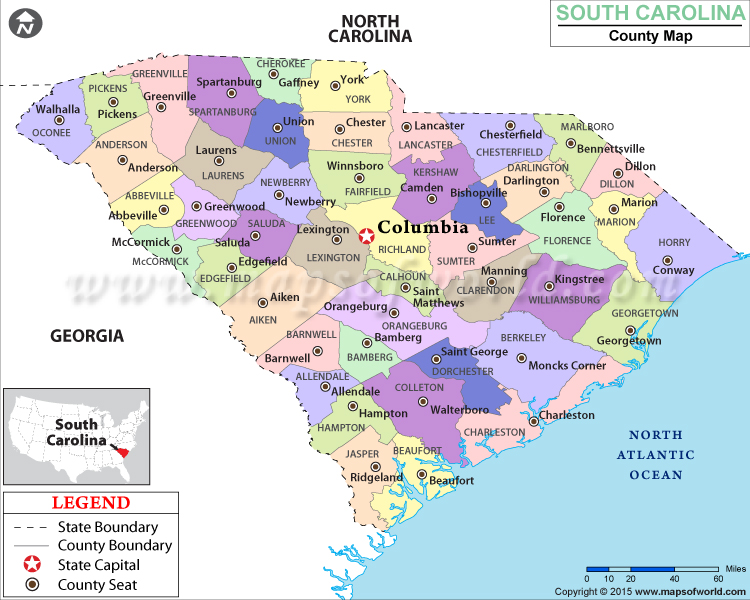 SOUTH CAROLINA
County Map
N
NORTH
CAROLINA
CHEROKEE
Gaffney
GREENVILLE
Greenville
Spartanburg
SPARTANBURG
York
YORK
PICKENS
Pickens
Walhalla
OCONEE
Union
UNION
Chester
CHESTER
Lancaster
LANCASTER
Chesterfield
CHESTERFIELD
MARLBORO
Bennettsville
ANDERSON
Anderson
Laurens
LAURENS
Winnsboro
FAIRFIELD
KERSHAW
Camden
Bishopville
LEE
DARLINGTON
Darlington
Dillon
DILLON
ABBEVILLE
Abbeville
Greenwood
GREENWOOD
NEWBERRY
Newberry
Marion
MARION
Florence
FLORENCE
SALUDA
Saluda
Lexington
LEXINGTON
Columbia
RICHLAND
Sumter
SUMTER
HORRY
Conway
McCormick
McCORMICK
Edgefield
EDGEFIELD
CALHOUN
Saint
Matthews
Manning
CLARENDON
Kingstree
WILLIAMSBURG
www.mapsofworld.com
Aiken
AIKEN
Orangeburg
ORANGEBURG
GEORGETOWN
Georgetown
GEORGIA
BARNWELL
Barnwell
Bamberg
BAMBERG
Saint George
DORCHESTER
BERKELEY
Moncks Corner
ALLENDALE
Allendale
COLLETON
Walterboro
Hampton
HAMPTON
Charleston
CHARLESTON
JASPER
Ridgeland
BEAUFORT
Beaufort
NORTH
ATLANTIC
OCEAN
South
Carolina
LEGEND
State Boundary
County Boundary
State Capital
County Seat
0 10 20 40 60 Miles
Copyright © 2015 www.mapsofworld.com